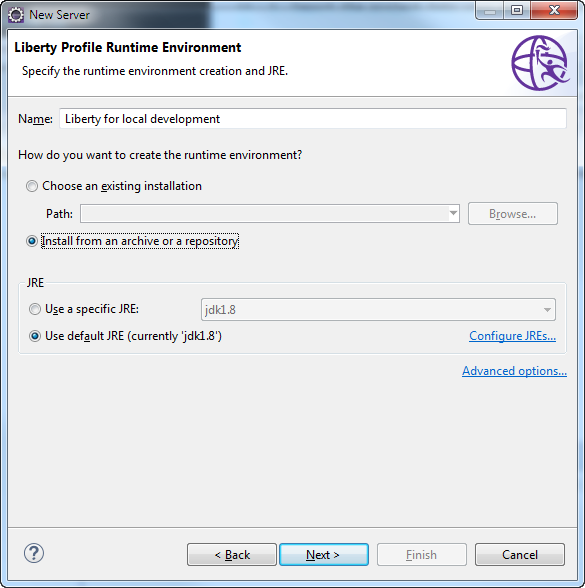 New Server
Liberty Profile Runtime Environment
Specify the runtime environment creation and JRE.
Name: Liberty for local development
How do you want to create the runtime environment?
Choose an existing installation
Path: Browse...
Install from an archive or a repository
JRE
Use a specific JRE: jdk1.8
Use default JRE (currently 'jdk1.8') Configure JREs...
Advanced options...
? < Back Next > Finish Cancel